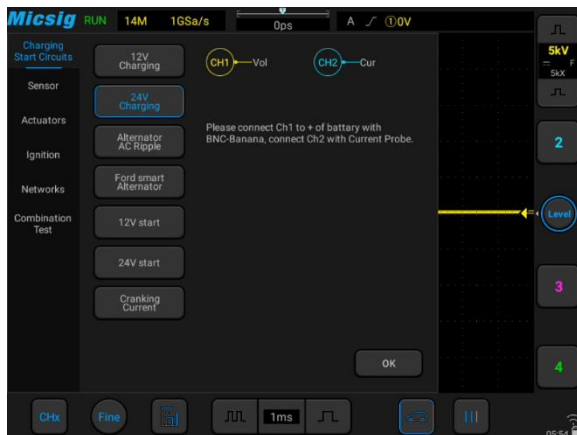 Micsig RUN 14M 1GSa/s 0ps A ①0V
Charging
Start Circuits
Sensor
Actuators
Ignition
Networks
Combination
Test
12V
Charging
24V
Charging
Alternator
AC Ripple
Ford smart
Alternator
12V start
24V start
Cranking
Current
CH1 Vol CH2 Cur
Please connect Ch1 to + of battary with
BNC-Banana, connect Ch2 with Current Probe.
OK
5kV
F
5kX
2
Level
3
4
CHx Fine 1ms
05:54